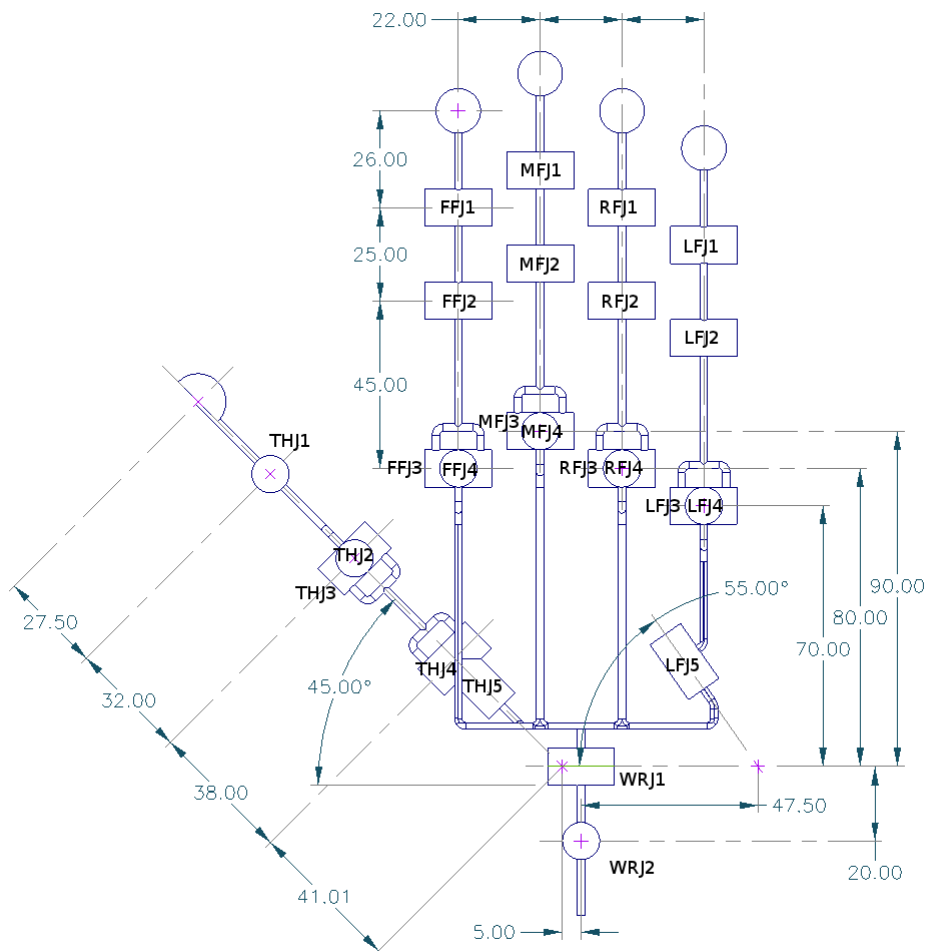 22.00
26.00
MFJ1
FFJ1
RFJ1
LFJ1
25.00
MFJ2
FFJ2
RFJ2
LFJ2
45.00
MFJ3
MFJ4
THJ1
FFJ3
FFJ4
RFJ3
RFJ4
LFJ3
LFJ4
THJ2
THJ3
55.00°
90.00
80.00
70.00
27.50
THJ4
LFJ5
THJ5
45.00°
32.00
WRJ1
38.00
47.50
WRJ2
20.00
41.01
5.00